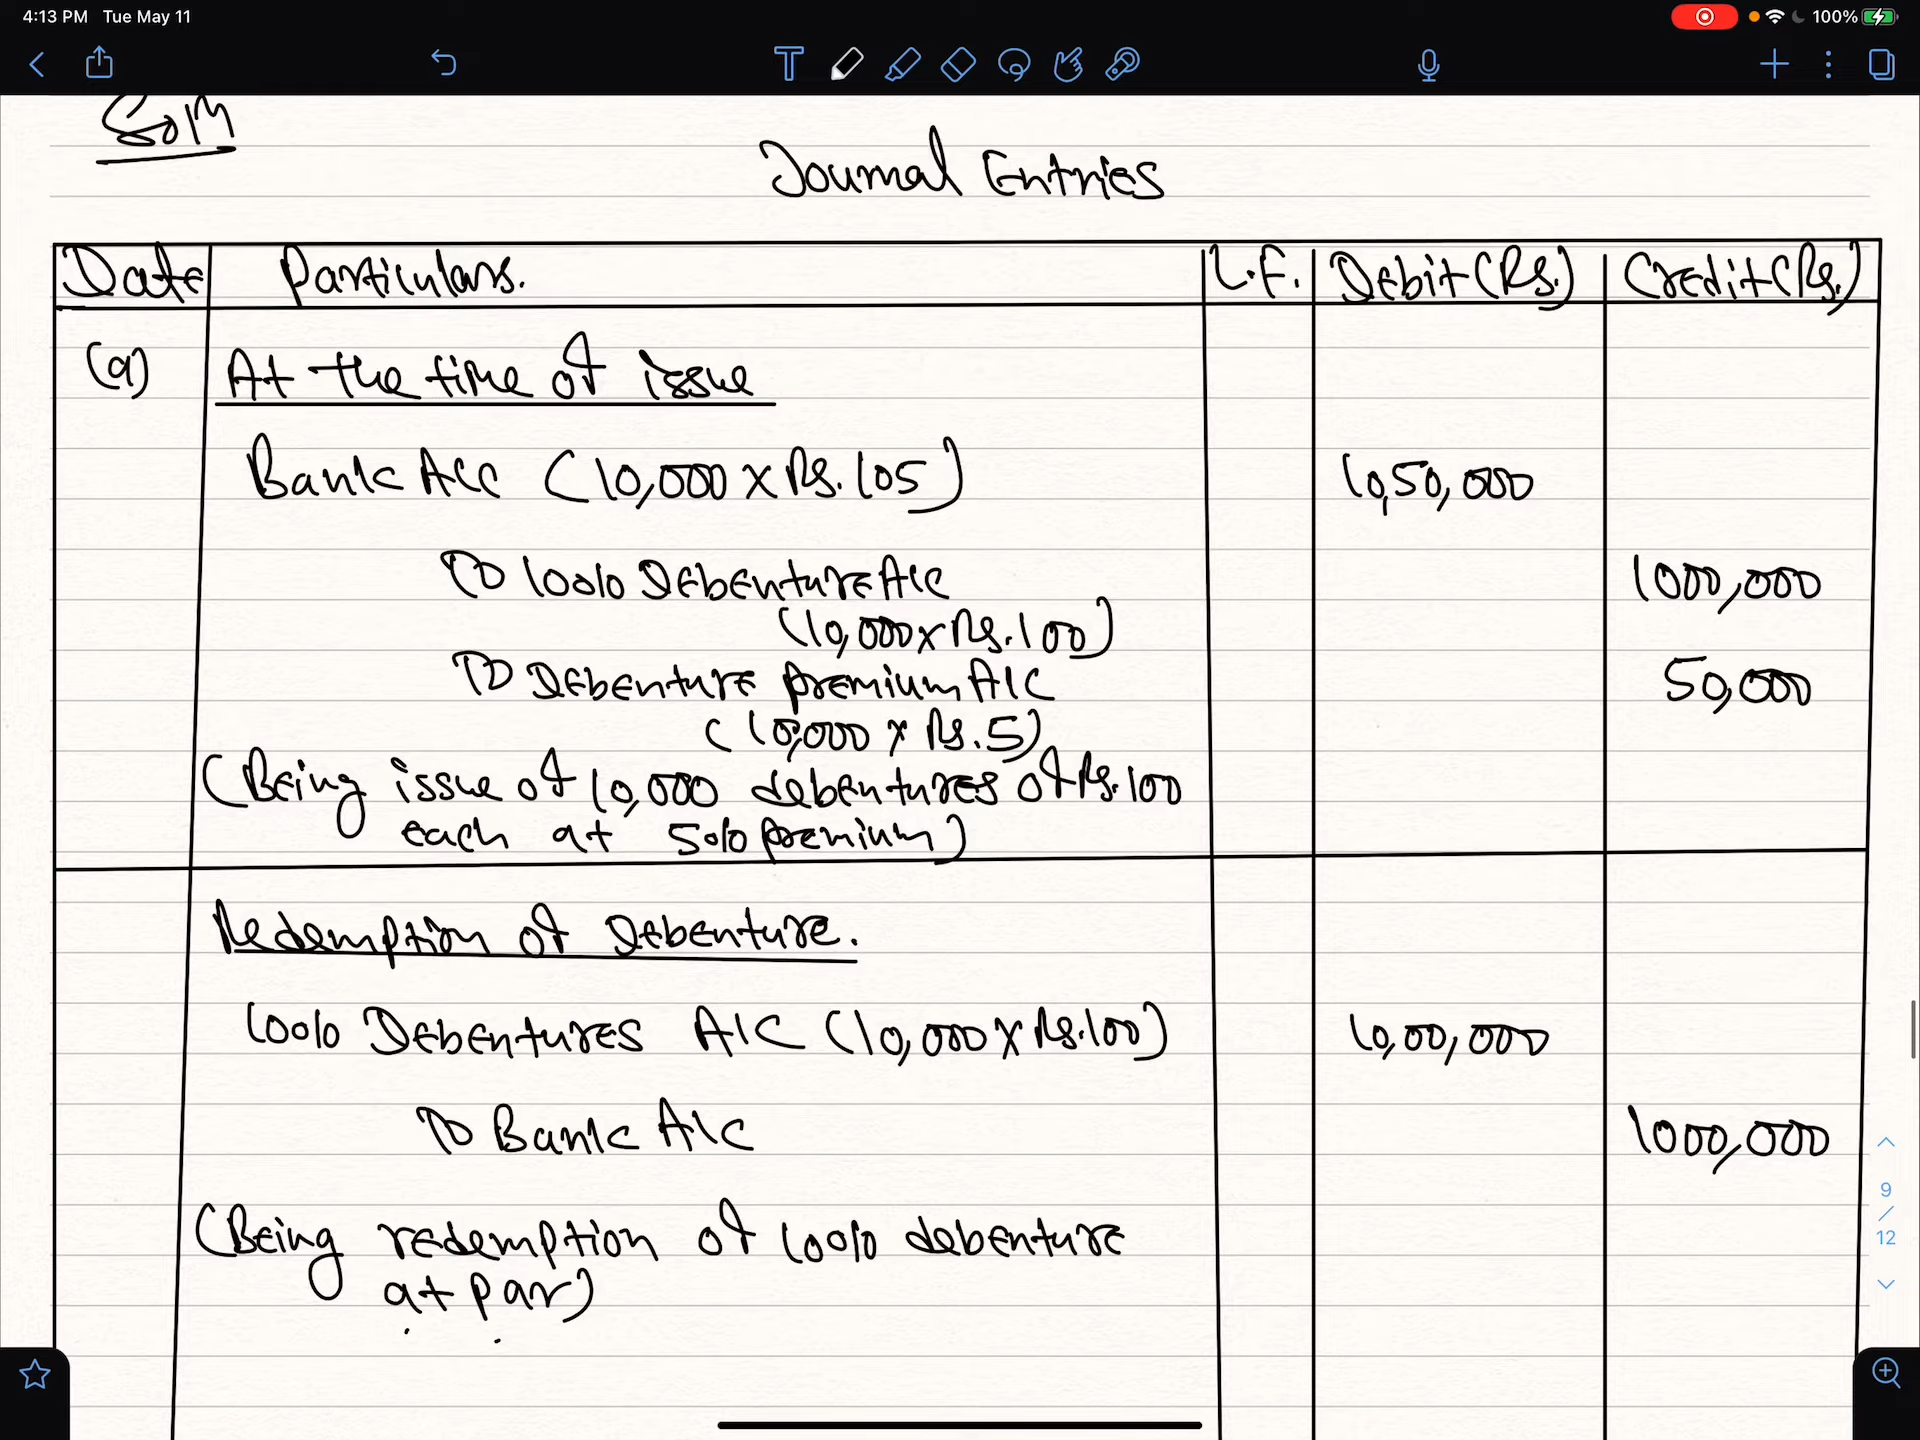 4:13 PM Tue May 11
100%
Soln
Journal Entries
Date Particulars. L.F. Debit(Rs.) Credit(Rs.)
(a) At the time of issue
Bank A/c (10,000 x Rs. 105) 10,50,000
To 10% Debenture A/c 1000,000
(10,000 x Rs. 100)
To Debenture premium A/c 50,000
(10,000 x Rs. 5)
(Being issue of 10,000 debentures of Rs. 100
each at 5% premium)
Redemption of Debenture.
10% Debentures A/c (10,000 x Rs. 100) 10,00,000
To Bank A/c 1000,000
(Being redemption of 10% debenture
at par)
9
/
12